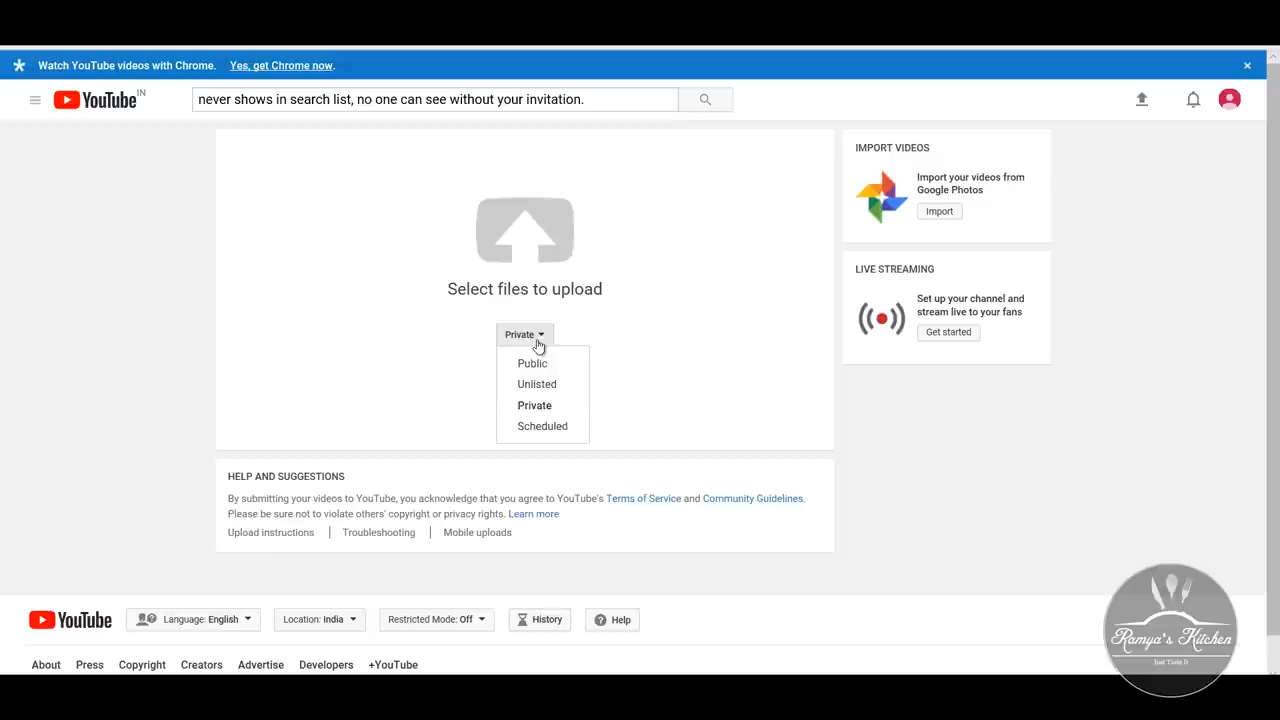 Watch YouTube videos with Chrome. Yes, get Chrome now.
YouTube IN
never shows in search list, no one can see without your invitation.
Select files to upload
Private
Public
Unlisted
Private
Scheduled
IMPORT VIDEOS
Import your videos from
Google Photos
Import
LIVE STREAMING
Set up your channel and
stream live to your fans
Get started
HELP AND SUGGESTIONS
By submitting your videos to YouTube, you acknowledge that you agree to YouTube's Terms of Service and Community Guidelines.
Please be sure not to violate others' copyright or privacy rights. Learn more
Upload instructions | Troubleshooting | Mobile uploads
YouTube Language: English Location: India Restricted Mode: Off History Help
About Press Copyright Creators Advertise Developers +YouTube
Ramya's Kitchen
Just Taste It